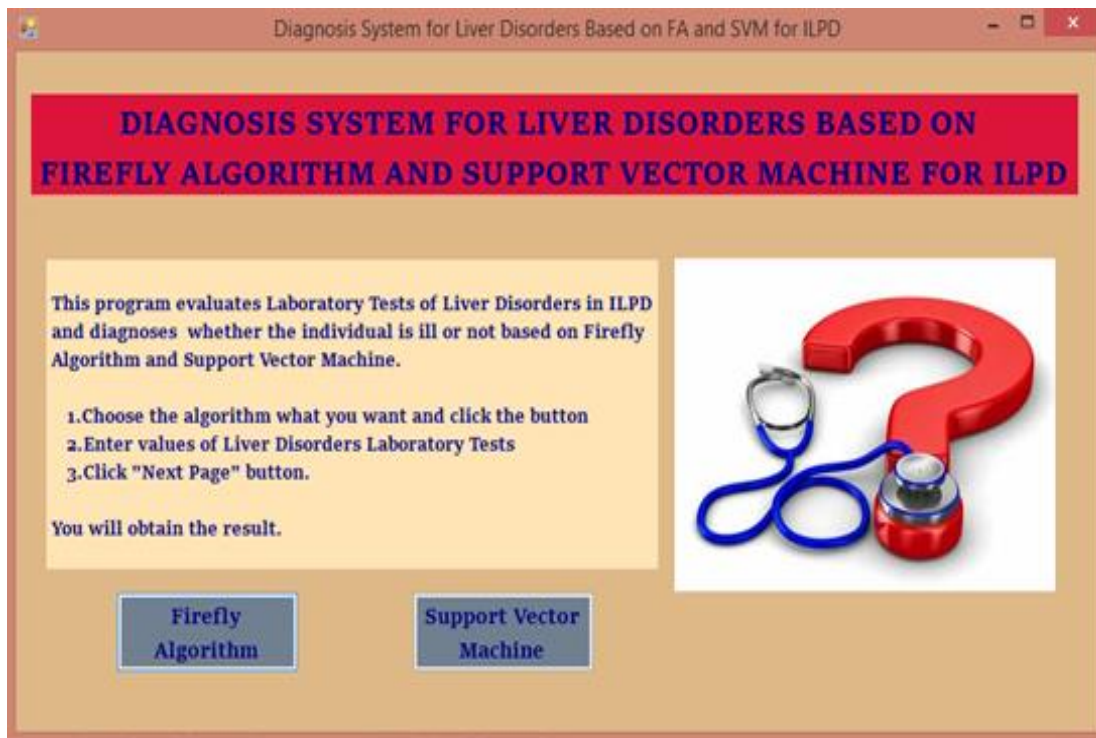 Diagnosis System for Liver Disorders Based on FA and SVM for ILPD
DIAGNOSIS SYSTEM FOR LIVER DISORDERS BASED ON
FIREFLY ALGORITHM AND SUPPORT VECTOR MACHINE FOR ILPD
This program evaluates Laboratory Tests of Liver Disorders in ILPD
and diagnoses whether the individual is ill or not based on Firefly
Algorithm and Support Vector Machine.
1.Choose the algorithm what you want and click the button
2.Enter values of Liver Disorders Laboratory Tests
3.Click "Next Page" button.
You will obtain the result.
Firefly
Algorithm
Support Vector
Machine